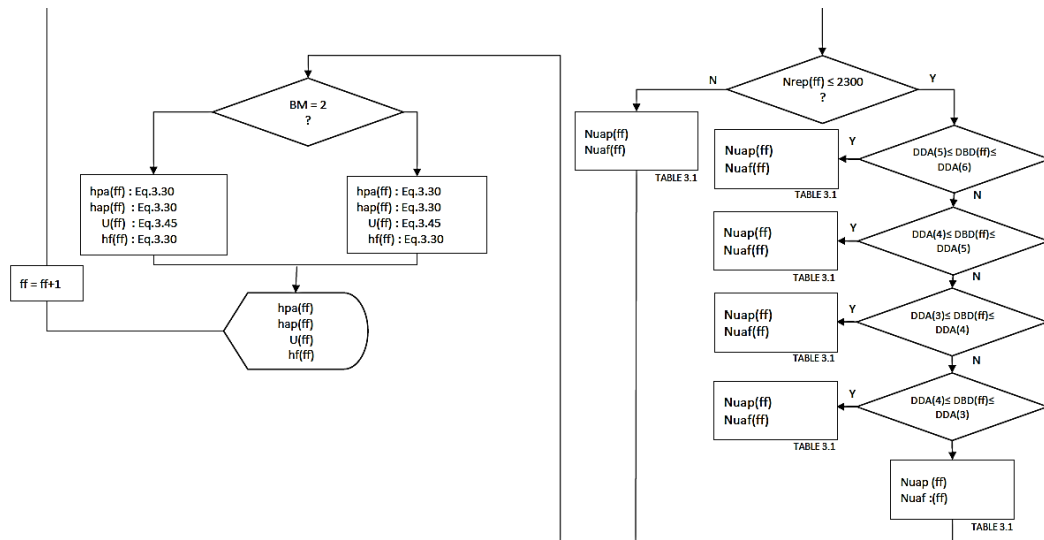 BM = 2
?
hpa(ff) : Eq.3.30
hap(ff) : Eq.3.30
U(ff) : Eq.3.45
hf(ff) : Eq.3.30
hpa(ff) : Eq.3.30
hap(ff) : Eq.3.30
U(ff) : Eq.3.45
hf(ff) : Eq.3.30
ff = ff+1
hpa(ff)
hap(ff)
U(ff)
hf(ff)
N
Nrep(ff) ≤ 2300
?
Y
Nuap(ff)
Nuaf(ff)
TABLE 3.1
DDA(5)≤ DBD(ff)≤
DDA(6)
Y
N
Nuap(ff)
Nuaf(ff)
TABLE 3.1
DDA(4)≤ DBD(ff)≤
DDA(5)
Y
N
Nuap(ff)
Nuaf(ff)
TABLE 3.1
DDA(3)≤ DBD(ff)≤
DDA(4)
Y
N
Nuap(ff)
Nuaf(ff)
TABLE 3.1
DDA(4)≤ DBD(ff)≤
DDA(3)
Y
Nuap(ff)
Nuaf(ff)
TABLE 3.1
Nuap (ff)
Nuaf :(ff)
TABLE 3.1